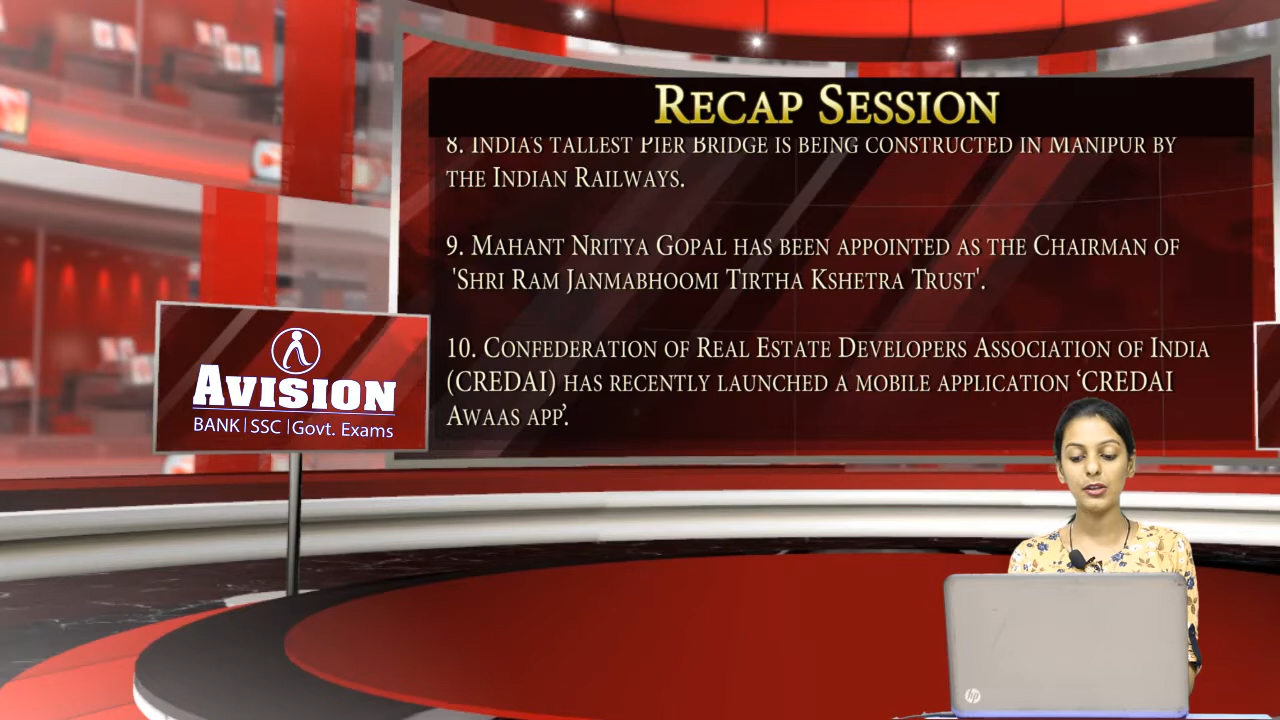 RECAP SESSION
8. INDIA'S TALLEST PIER BRIDGE IS BEING CONSTRUCTED IN MANIPUR BY
THE INDIAN RAILWAYS.
9. MAHANT NRITYA GOPAL HAS BEEN APPOINTED AS THE CHAIRMAN OF
'SHRI RAM JANMABHOOMI TIRTHA KSHETRA TRUST'.
10. CONFEDERATION OF REAL ESTATE DEVELOPERS ASSOCIATION OF INDIA
(CREDAI) HAS RECENTLY LAUNCHED A MOBILE APPLICATION ‘CREDAI
AWAAS APP’.
AVISION
BANK|SSC|Govt. Exams
hp